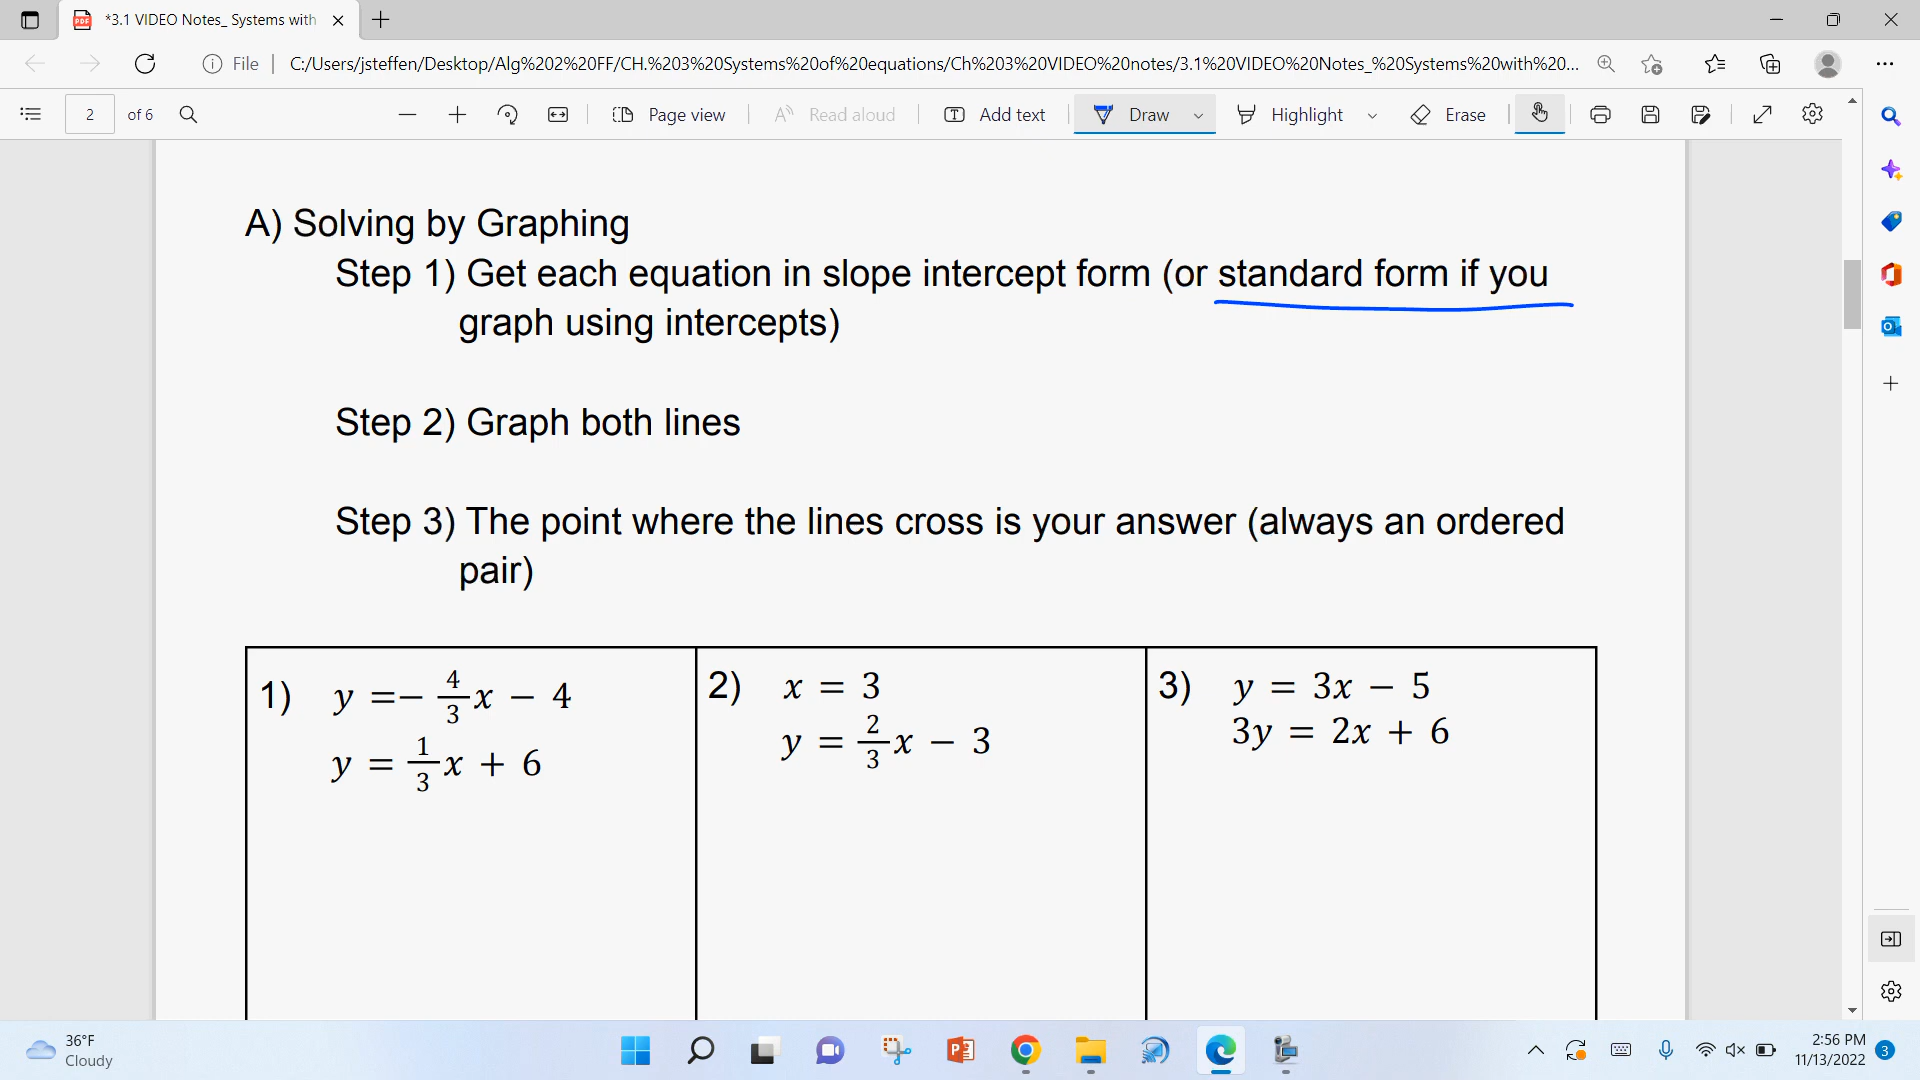 *3.1 VIDEO Notes_ Systems with
File
C:/Users/jsteffen/Desktop/Alg%202%20FF/CH.%203%20Systems%20of%20equations/Ch%203%20VIDEO%20notes/3.1%20VIDEO%20Notes_%20Systems%20with%20...
2 of 6
Page view
Read aloud
Add text
Draw
Highlight
Erase
A) Solving by Graphing
Step 1) Get each equation in slope intercept form (or standard form if you
graph using intercepts)
Step 2) Graph both lines
Step 3) The point where the lines cross is your answer (always an ordered
pair)
1) y =− 4/3 x − 4
y = 1/3 x + 6
2) x = 3
y = 2/3 x − 3
3) y = 3x − 5
3y = 2x + 6
36°F
Cloudy
2:56 PM
11/13/2022
3